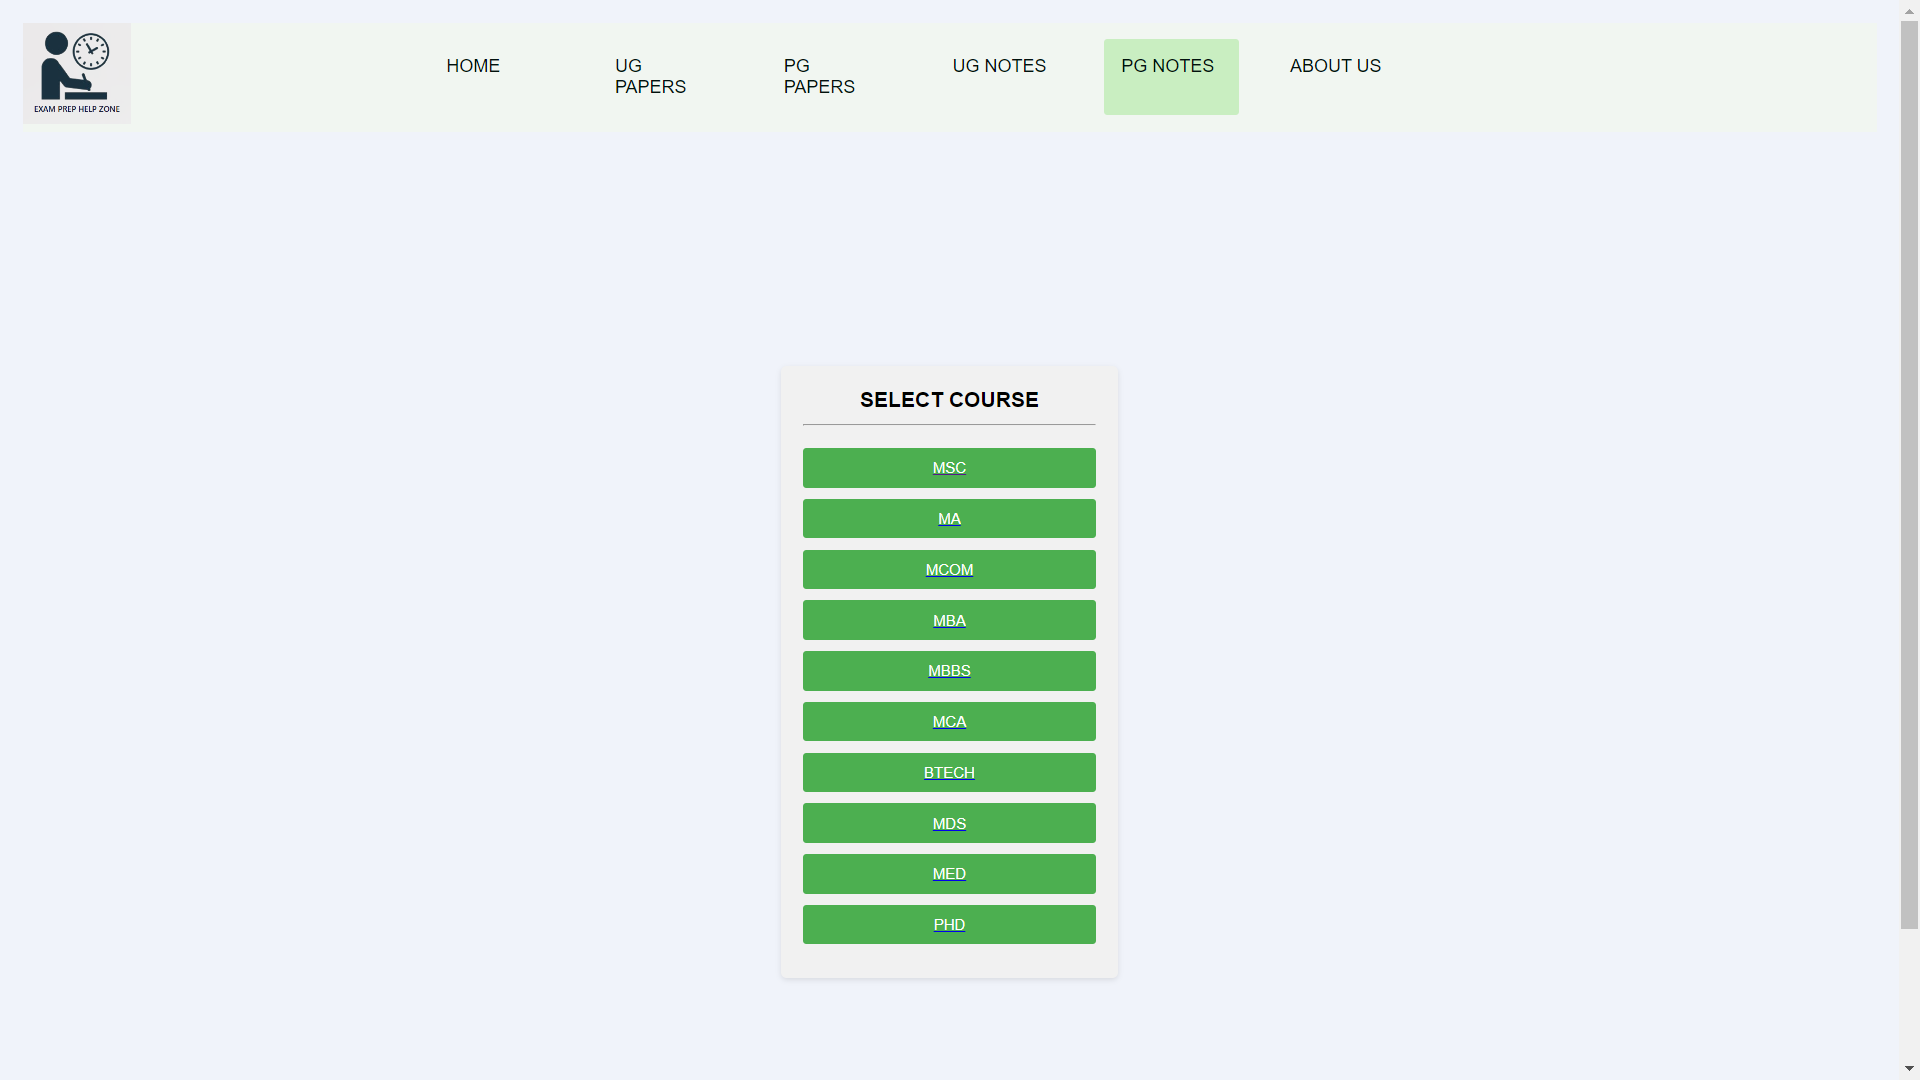 EXAM PREP HELP ZONE
HOME
UG
PAPERS
PG
PAPERS
UG NOTES
PG NOTES
ABOUT US
SELECT COURSE
MSC
MA
MCOM
MBA
MBBS
MCA
BTECH
MDS
MED
PHD